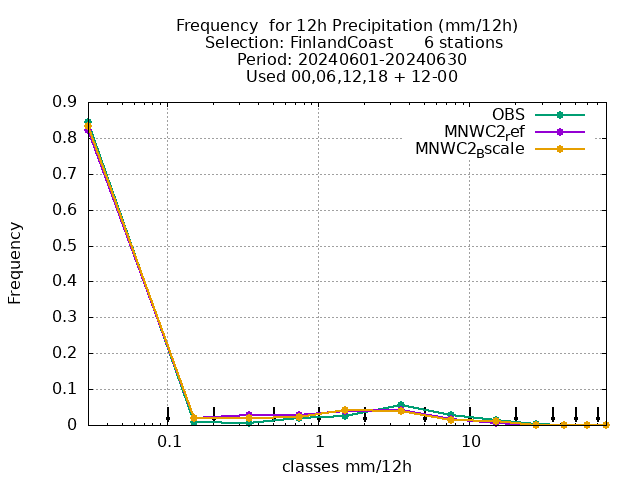 Frequency  for 12h Precipitation (mm/12h)
Selection: FinlandCoast      6 stations
Period: 20240601-20240630
Used 00,06,12,18 + 12-00
OBS
MNWC2ref
MNWC2Bscale
0.9
0.8
0.7
0.6
0.5
0.4
0.3
0.2
0.1
0
Frequency
0.1
1
10
classes mm/12h